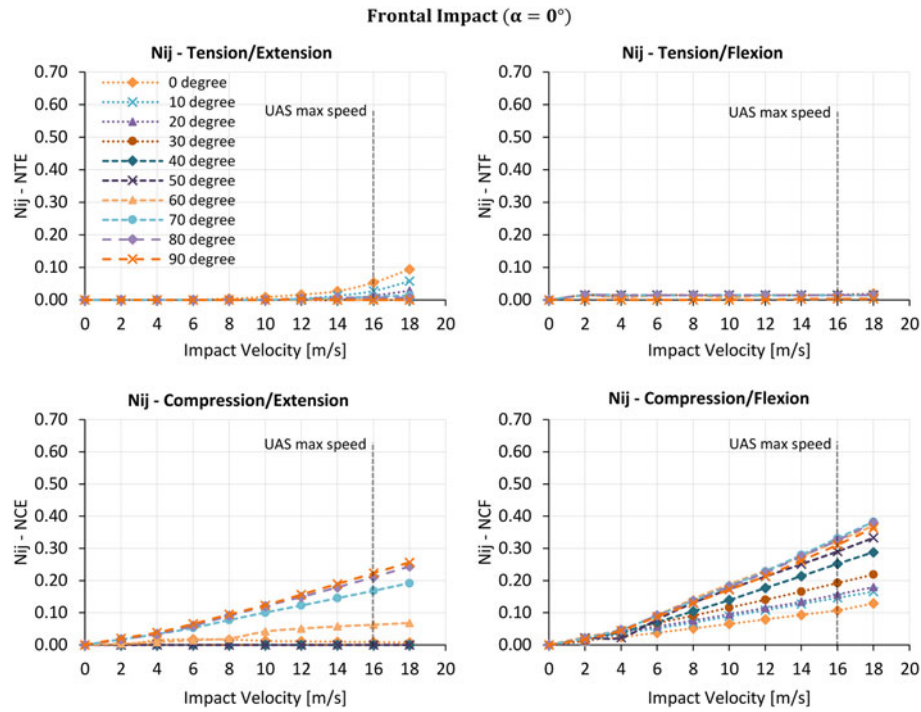 Frontal Impact (α = 0°)
Nij - Tension/Extension
0.70
0.60
0.50
0.40
0.30
0.20
0.10
0.00
Nij - NTE
0 degree
10 degree
20 degree
30 degree
40 degree
50 degree
60 degree
70 degree
80 degree
90 degree
UAS max speed
0 2 4 6 8 10 12 14 16 18 20
Impact Velocity [m/s]
Nij - Tension/Flexion
0.70
0.60
0.50
0.40
0.30
0.20
0.10
0.00
Nij - NTF
UAS max speed
0 2 4 6 8 10 12 14 16 18 20
Impact Velocity [m/s]
Nij - Compression/Extension
0.70
0.60
0.50
0.40
0.30
0.20
0.10
0.00
Nij - NCE
UAS max speed
0 2 4 6 8 10 12 14 16 18 20
Impact Velocity [m/s]
Nij - Compression/Flexion
0.70
0.60
0.50
0.40
0.30
0.20
0.10
0.00
Nij - NCF
UAS max speed
0 2 4 6 8 10 12 14 16 18 20
Impact Velocity [m/s]